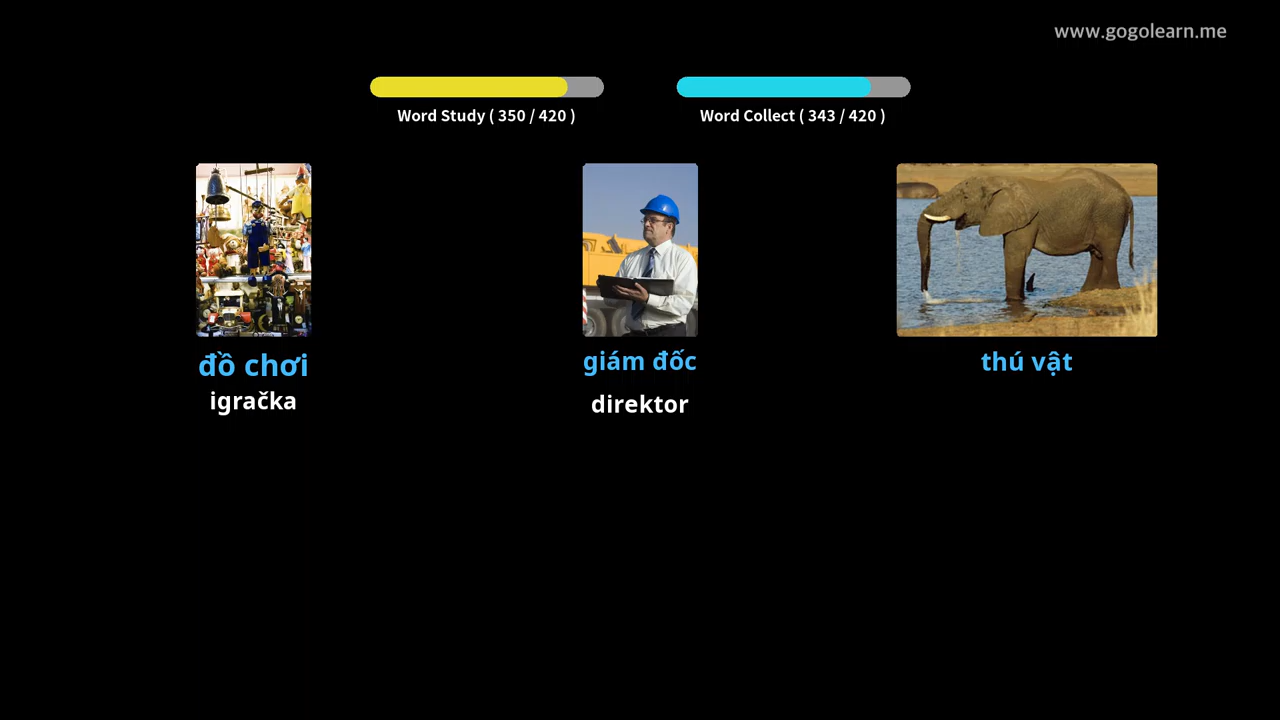 www.gogolearn.me
Word Study ( 350 / 420 )
Word Collect ( 343 / 420 )
đồ chơi
igračka
giám đốc
direktor
thú vật